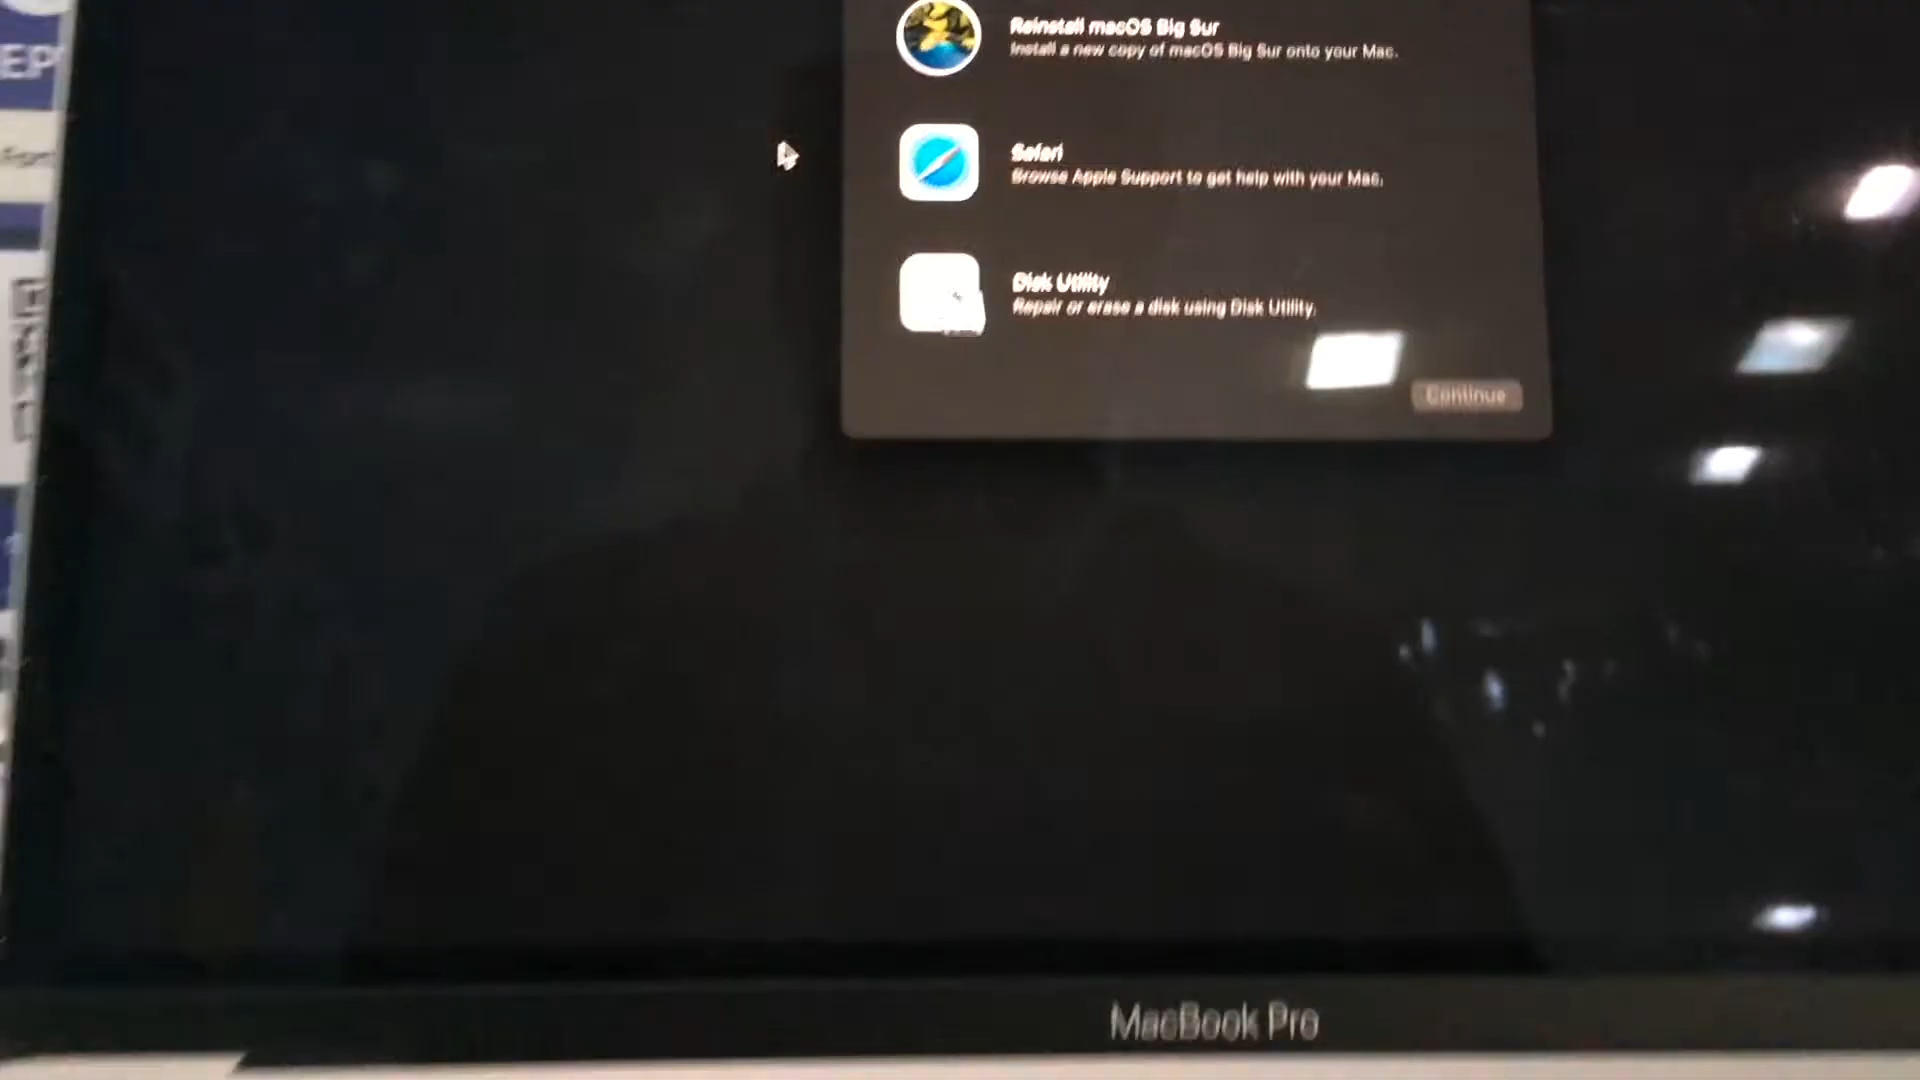 EP
Reinstall macOS Big Sur
Install a new copy of macOS Big Sur onto your Mac.
Safari
Browse Apple Support to get help with your Mac.
Disk Utility
Repair or erase a disk using Disk Utility.
Continue
MacBook Pro